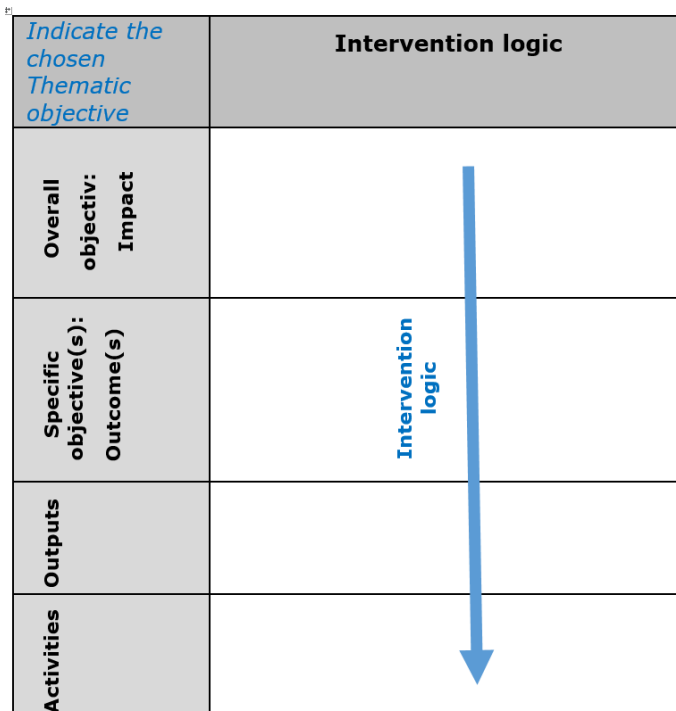 Indicate the
chosen
Thematic
objective
Intervention logic
Overall
objectiv:
Impact
Specific
objective(s):
Outcome(s)
Intervention
logic
Outputs
Activities